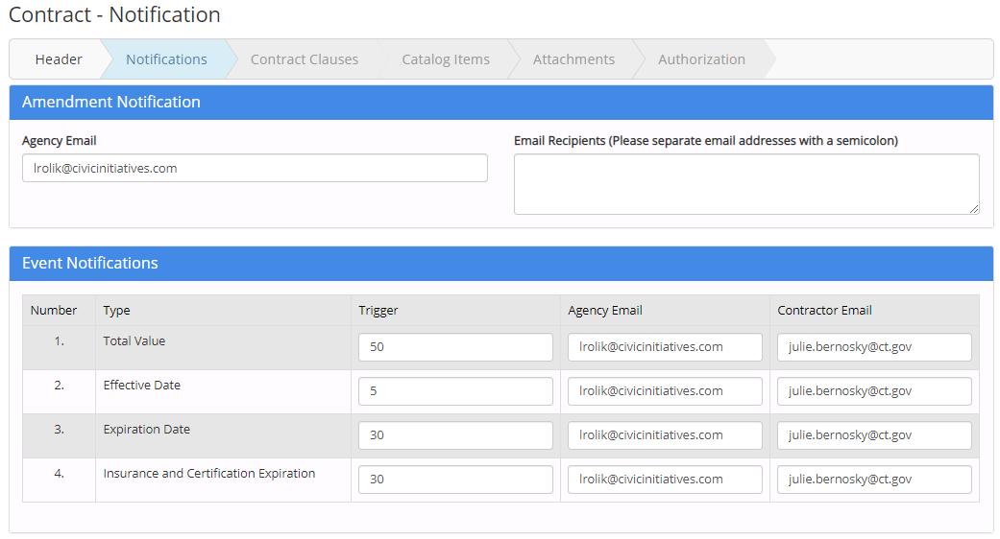 Contract - Notification
Header Notifications Contract Clauses Catalog Items Attachments Authorization
Amendment Notification
Agency Email Email Recipients (Please separate email addresses with a semicolon)
lrolik@civicinitiatives.com
Event Notifications
Number Type Trigger Agency Email Contractor Email
1. Total Value 50 lrolik@civicinitiatives.com julie.bernosky@ct.gov
2. Effective Date 5 lrolik@civicinitiatives.com julie.bernosky@ct.gov
3. Expiration Date 30 lrolik@civicinitiatives.com julie.bernosky@ct.gov
4. Insurance and Certification Expiration 30 lrolik@civicinitiatives.com julie.bernosky@ct.gov